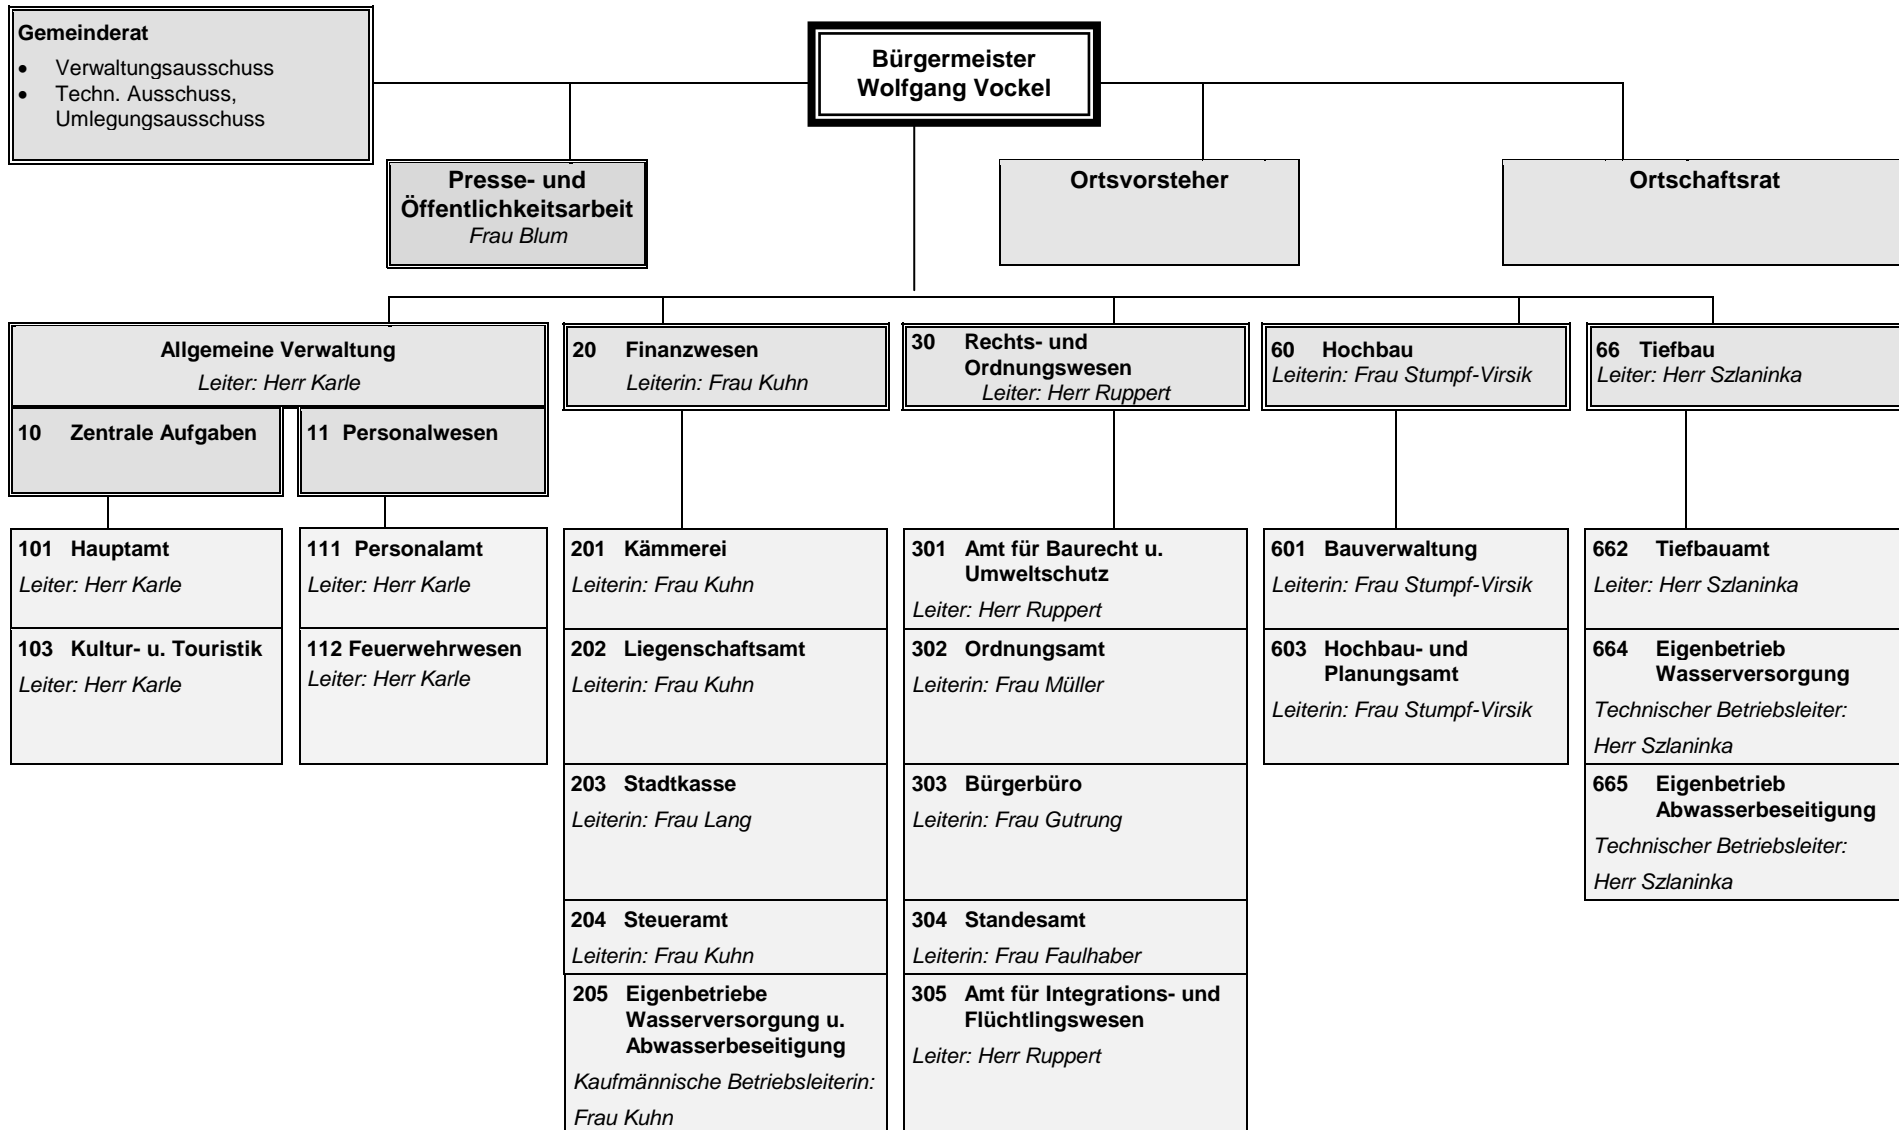 Gemeinderat
• Verwaltungsausschuss
• Techn. Ausschuss,
Umlegungsausschuss
Bürgermeister
Wolfgang Vockel
Presse- und
Öffentlichkeitsarbeit
Frau Blum
Ortsvorsteher
Ortschaftsrat
Allgemeine Verwaltung
Leiter: Herr Karle
10 Zentrale Aufgaben
11 Personalwesen
20 Finanzwesen
Leiterin: Frau Kuhn
30 Rechts- und
Ordnungswesen
Leiter: Herr Ruppert
60 Hochbau
Leiterin: Frau Stumpf-Virsik
66 Tiefbau
Leiter: Herr Szlaninka
101 Hauptamt
Leiter: Herr Karle
103 Kultur- u. Touristik
Leiter: Herr Karle
111 Personalamt
Leiter: Herr Karle
112 Feuerwehrwesen
Leiter: Herr Karle
201 Kämmerei
Leiterin: Frau Kuhn
202 Liegenschaftsamt
Leiterin: Frau Kuhn
203 Stadtkasse
Leiterin: Frau Lang
204 Steueramt
Leiterin: Frau Kuhn
205 Eigenbetriebe
Wasserversorgung u.
Abwasserbeseitigung
Kaufmännische Betriebsleiterin:
Frau Kuhn
301 Amt für Baurecht u.
Umweltschutz
Leiter: Herr Ruppert
302 Ordnungsamt
Leiterin: Frau Müller
303 Bürgerbüro
Leiterin: Frau Gutrung
304 Standesamt
Leiterin: Frau Faulhaber
305 Amt für Integrations- und
Flüchtlingswesen
Leiter: Herr Ruppert
601 Bauverwaltung
Leiterin: Frau Stumpf-Virsik
603 Hochbau- und
Planungsamt
Leiterin: Frau Stumpf-Virsik
662 Tiefbauamt
Leiter: Herr Szlaninka
664 Eigenbetrieb
Wasserversorgung
Technischer Betriebsleiter:
Herr Szlaninka
665 Eigenbetrieb
Abwasserbeseitigung
Technischer Betriebsleiter:
Herr Szlaninka